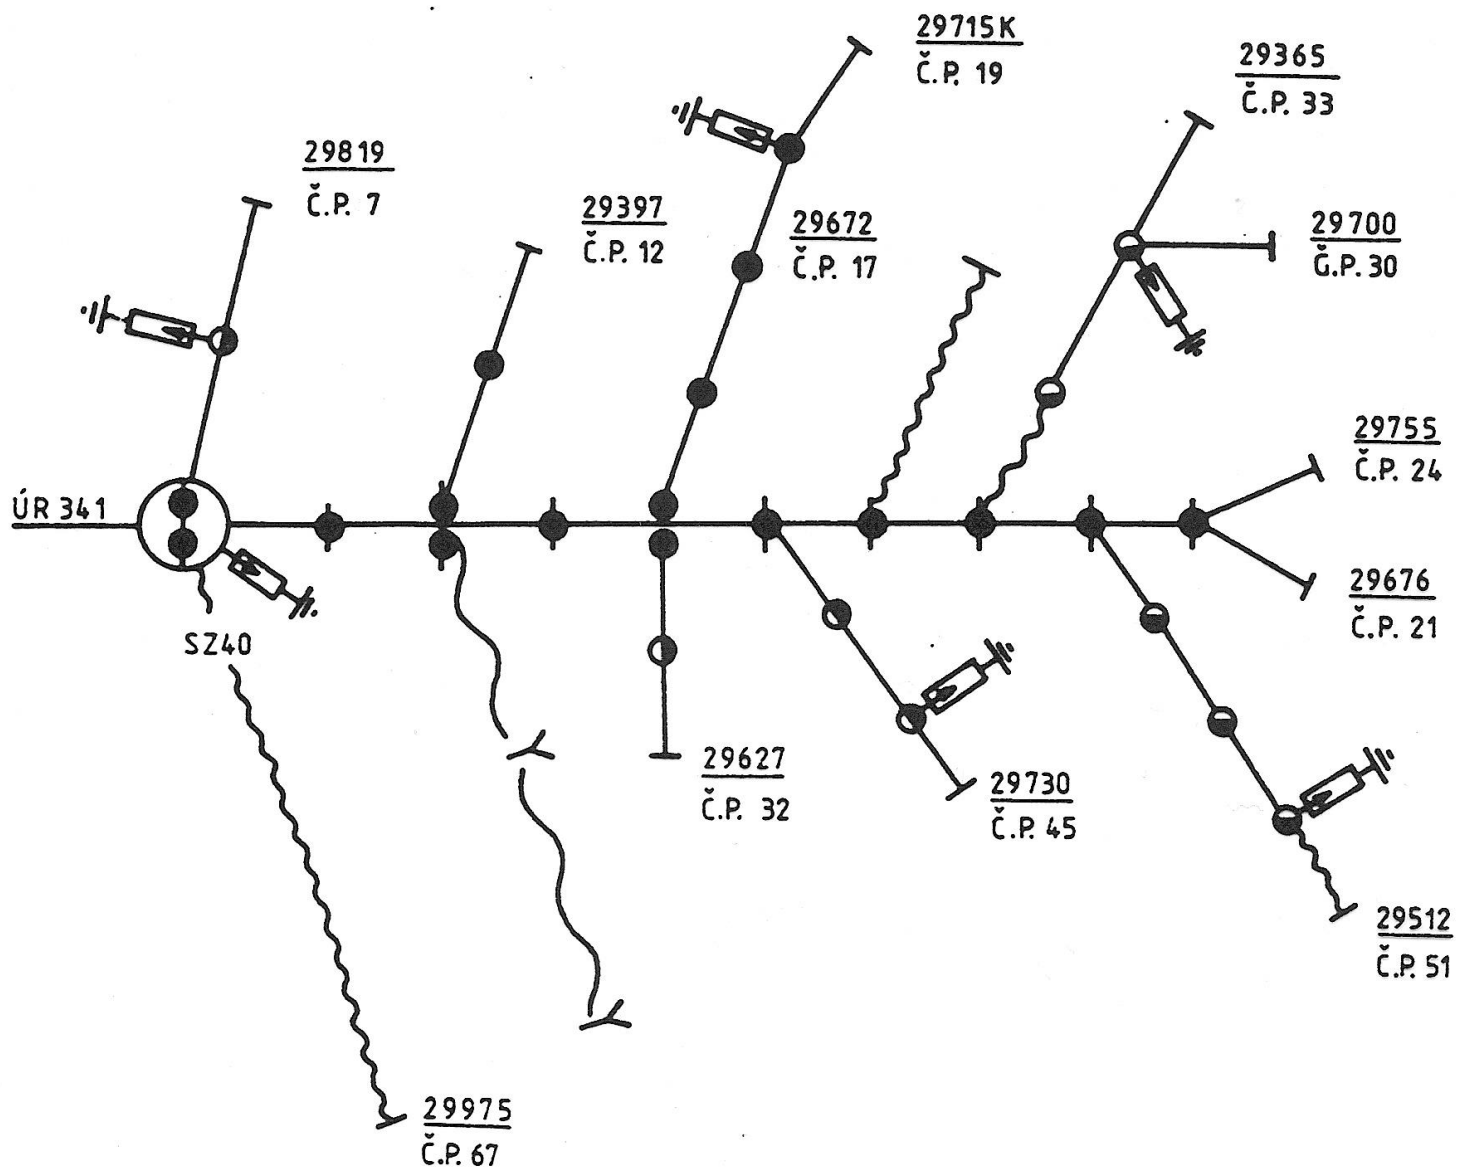 29715K
Č.P. 19
29365
Č.P. 33
29819
Č.P. 7
29397
Č.P. 12
29672
Č.P. 17
29700
Ğ.P. 30
29755
Č.P. 24
ÚR 341
29676
Č.P. 21
SZ40
29627
Č.P. 32
29730
Č.P. 45
29512
Č.P. 51
29975
Č.P. 67